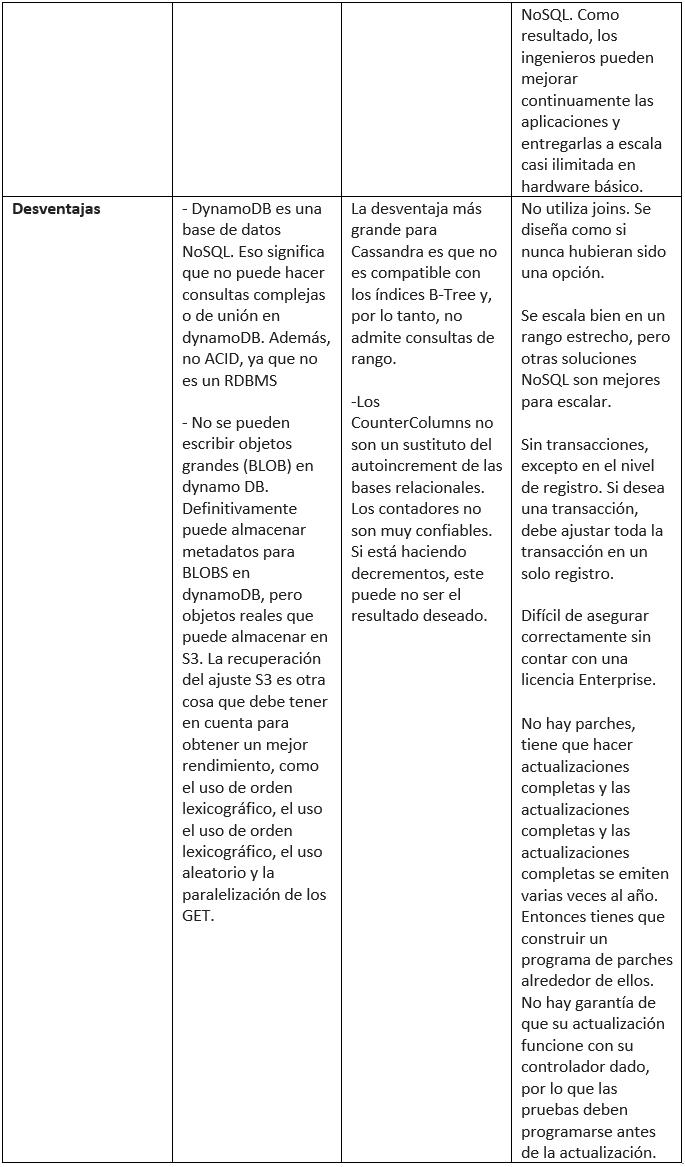 NoSQL. Como
resultado, los
ingenieros pueden
mejorar
continuamente las
aplicaciones y
entregarlas a escala
casi ilimitada en
hardware básico.
Desventajas
- DynamoDB es una
base de datos
NoSQL. Eso significa
que no puede hacer
consultas complejas
o de unión en
dynamoDB. Además,
no ACID, ya que no
es un RDBMS
- No se pueden
escribir objetos
grandes (BLOB) en
dynamo DB.
Definitivamente
puede almacenar
metadatos para
BLOBS en
dynamoDB, pero
objetos reales que
puede almacenar en
S3. La recuperación
del ajuste S3 es otra
cosa que debe tener
en cuenta para
obtener un mejor
rendimiento, como
el uso de orden
lexicográfico, el uso
el uso de orden
lexicográfico, el uso
aleatorio y la
paralelización de los
GET.
La desventaja más
grande para
Cassandra es que no
es compatible con
los índices B-Tree y,
por lo tanto, no
admite consultas de
rango.
-Los
CounterColumns no
son un sustituto del
autoincrement de las
bases relacionales.
Los contadores no
son muy confiables.
Si está haciendo
decrementos, este
puede no ser el
resultado deseado.
No utiliza joins. Se
diseña como si
nunca hubieran sido
una opción.
Se escala bien en un
rango estrecho, pero
otras soluciones
NoSQL son mejores
para escalar.
Sin transacciones,
excepto en el nivel
de registro. Si desea
una transacción,
debe ajustar toda la
transacción en un
solo registro.
Difícil de asegurar
correctamente sin
contar con una
licencia Enterprise.
No hay parches,
tiene que hacer
actualizaciones
completas y las
actualizaciones
completas y las
actualizaciones
completas se emiten
varias veces al año.
Entonces tienes que
construir un
programa de parches
alrededor de ellos.
No hay garantía de
que su actualización
funcione con su
controlador dado,
por lo que las
pruebas deben
programarse antes
de la actualización.